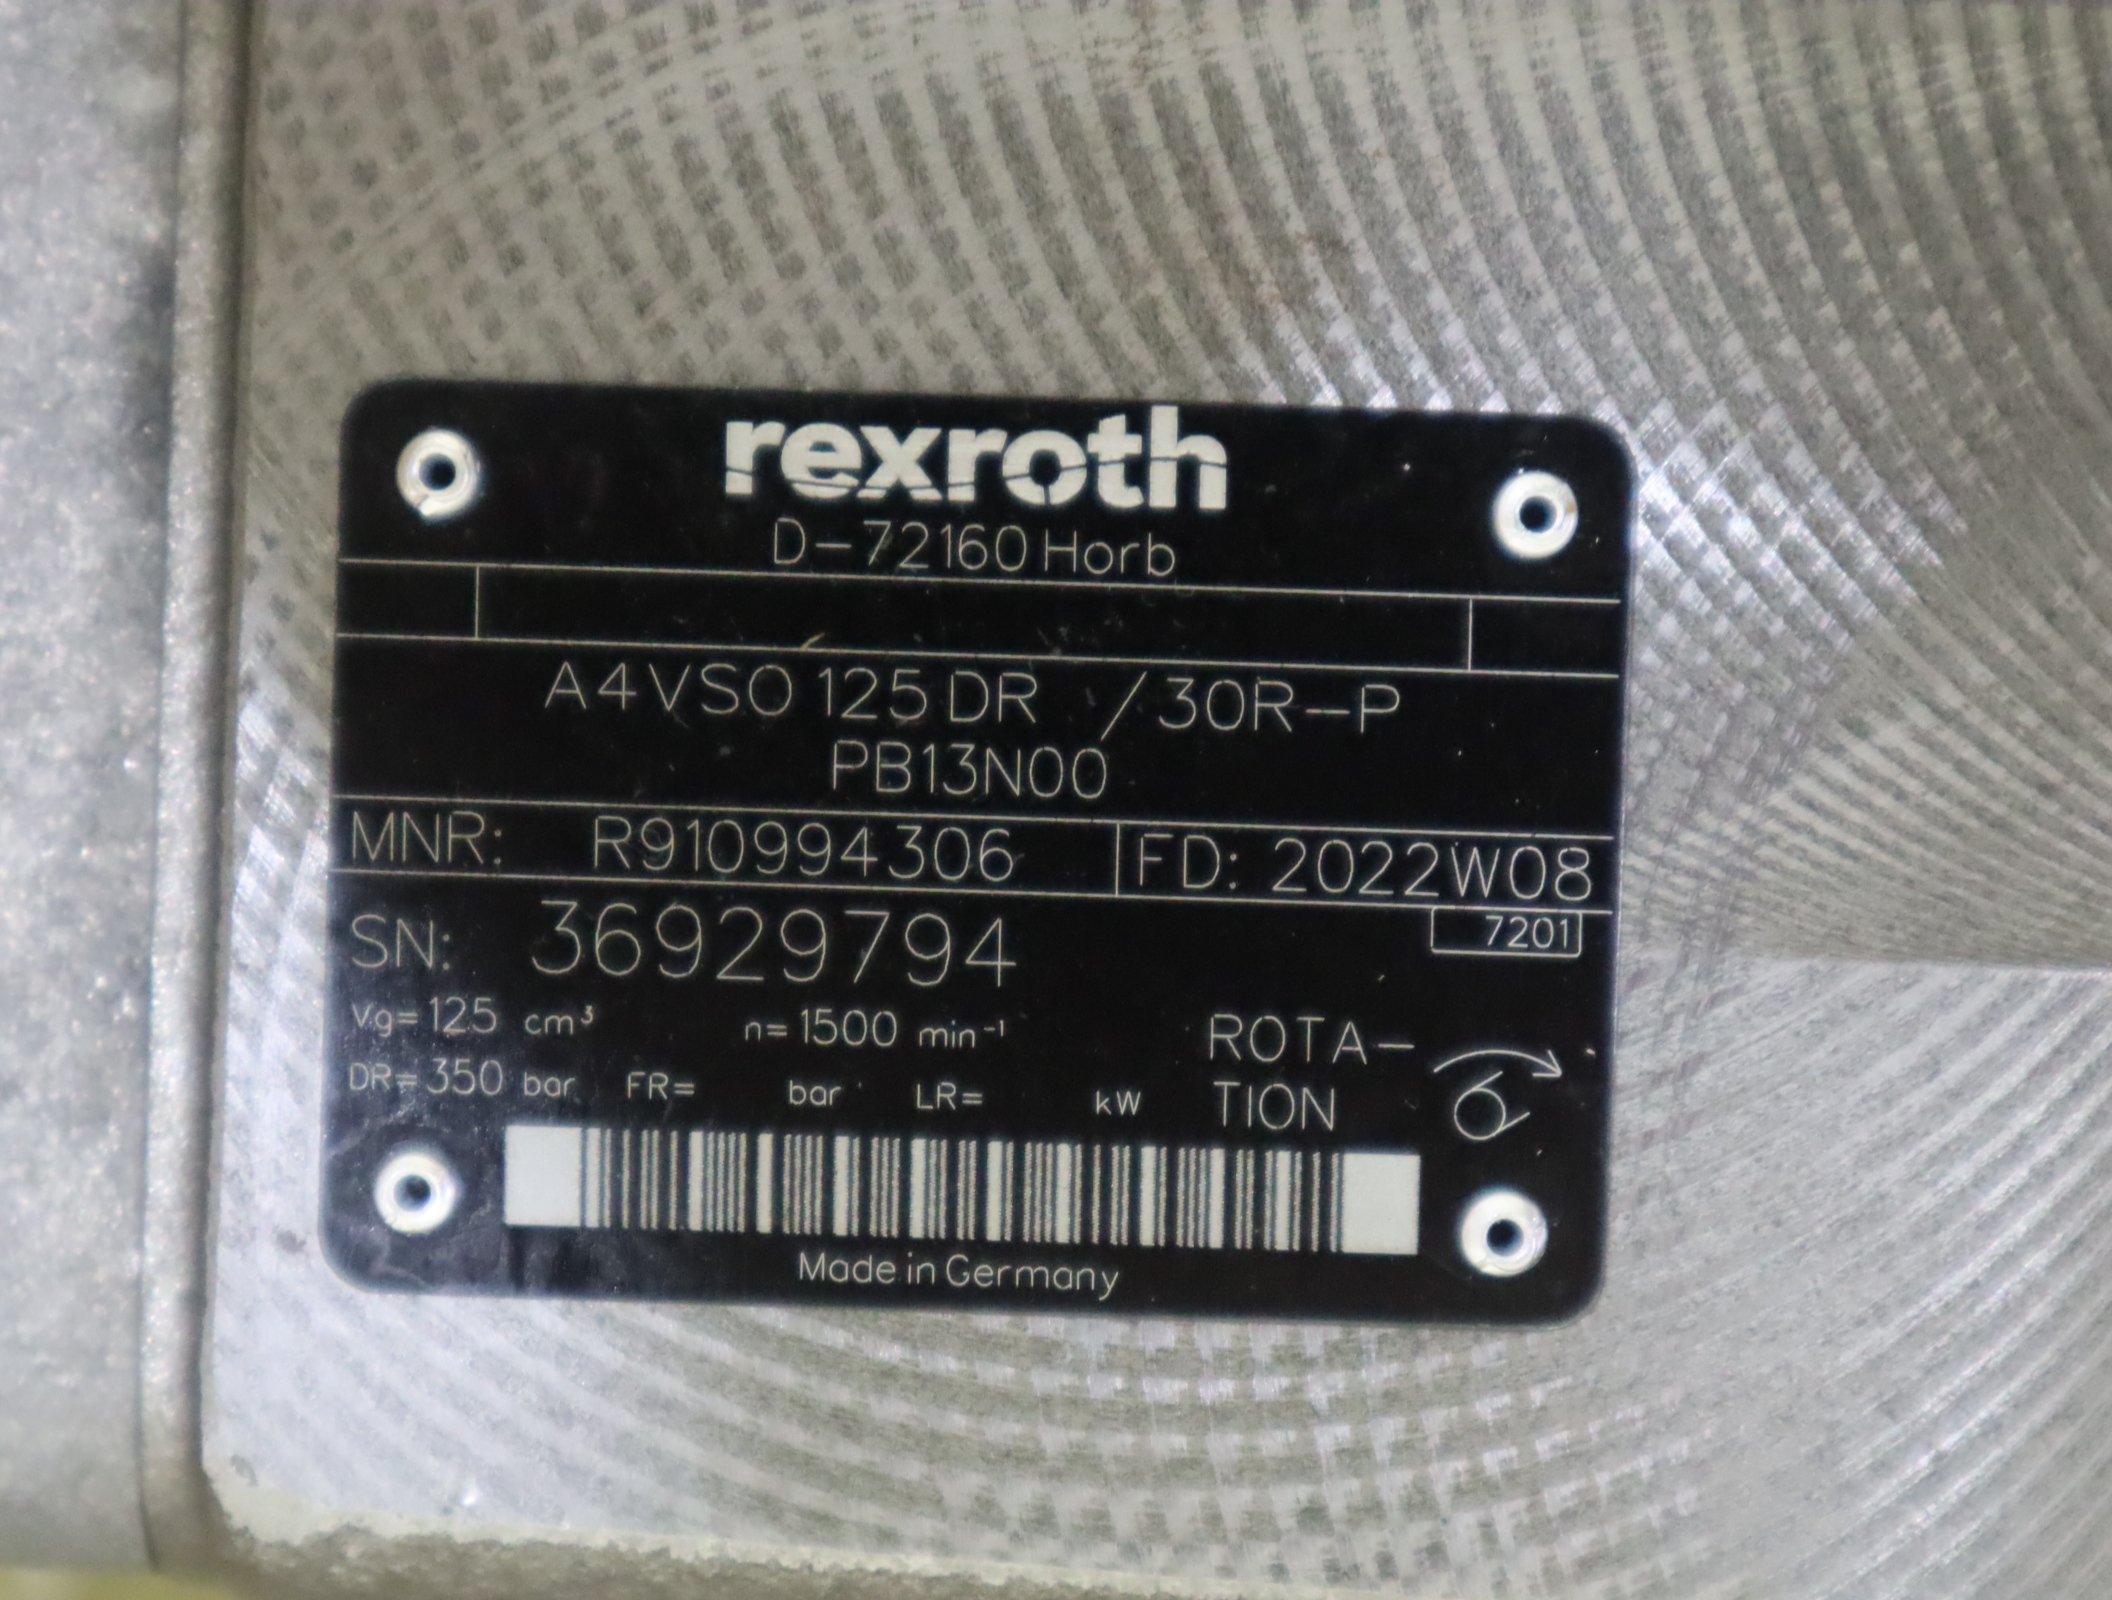 rexroth
D-72160 Horb
A4VSO 125 DR /30R-P
PB13N00
MNR: R910994306 FD: 2022W08
7201
SN: 36929794
Vg= 125 cm³ n= 1500 min⁻¹
DR= 350 bar FR= bar LR= kW
ROTA-
TION
Made in Germany